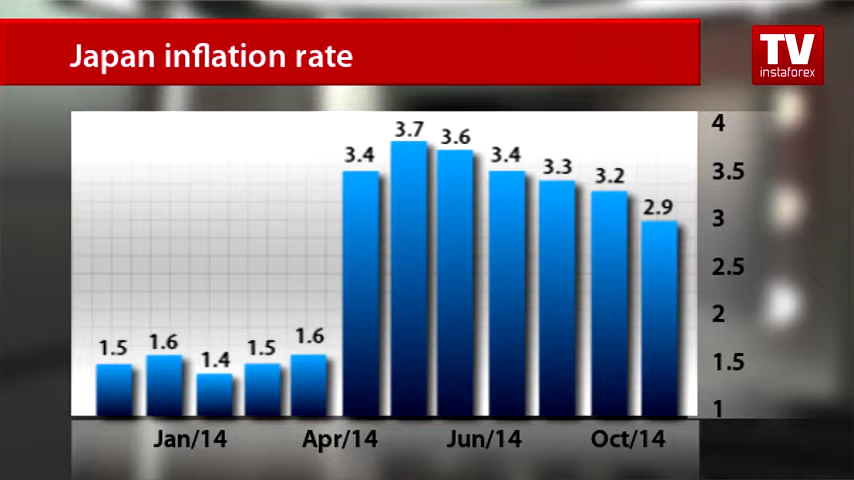 Japan inflation rate
TV
instaforex
1.5
1.6
1.4
1.5
1.6
3.4
3.7
3.6
3.4
3.3
3.2
2.9
4
3.5
3
2.5
2
1.5
1
Jan/14
Apr/14
Jun/14
Oct/14